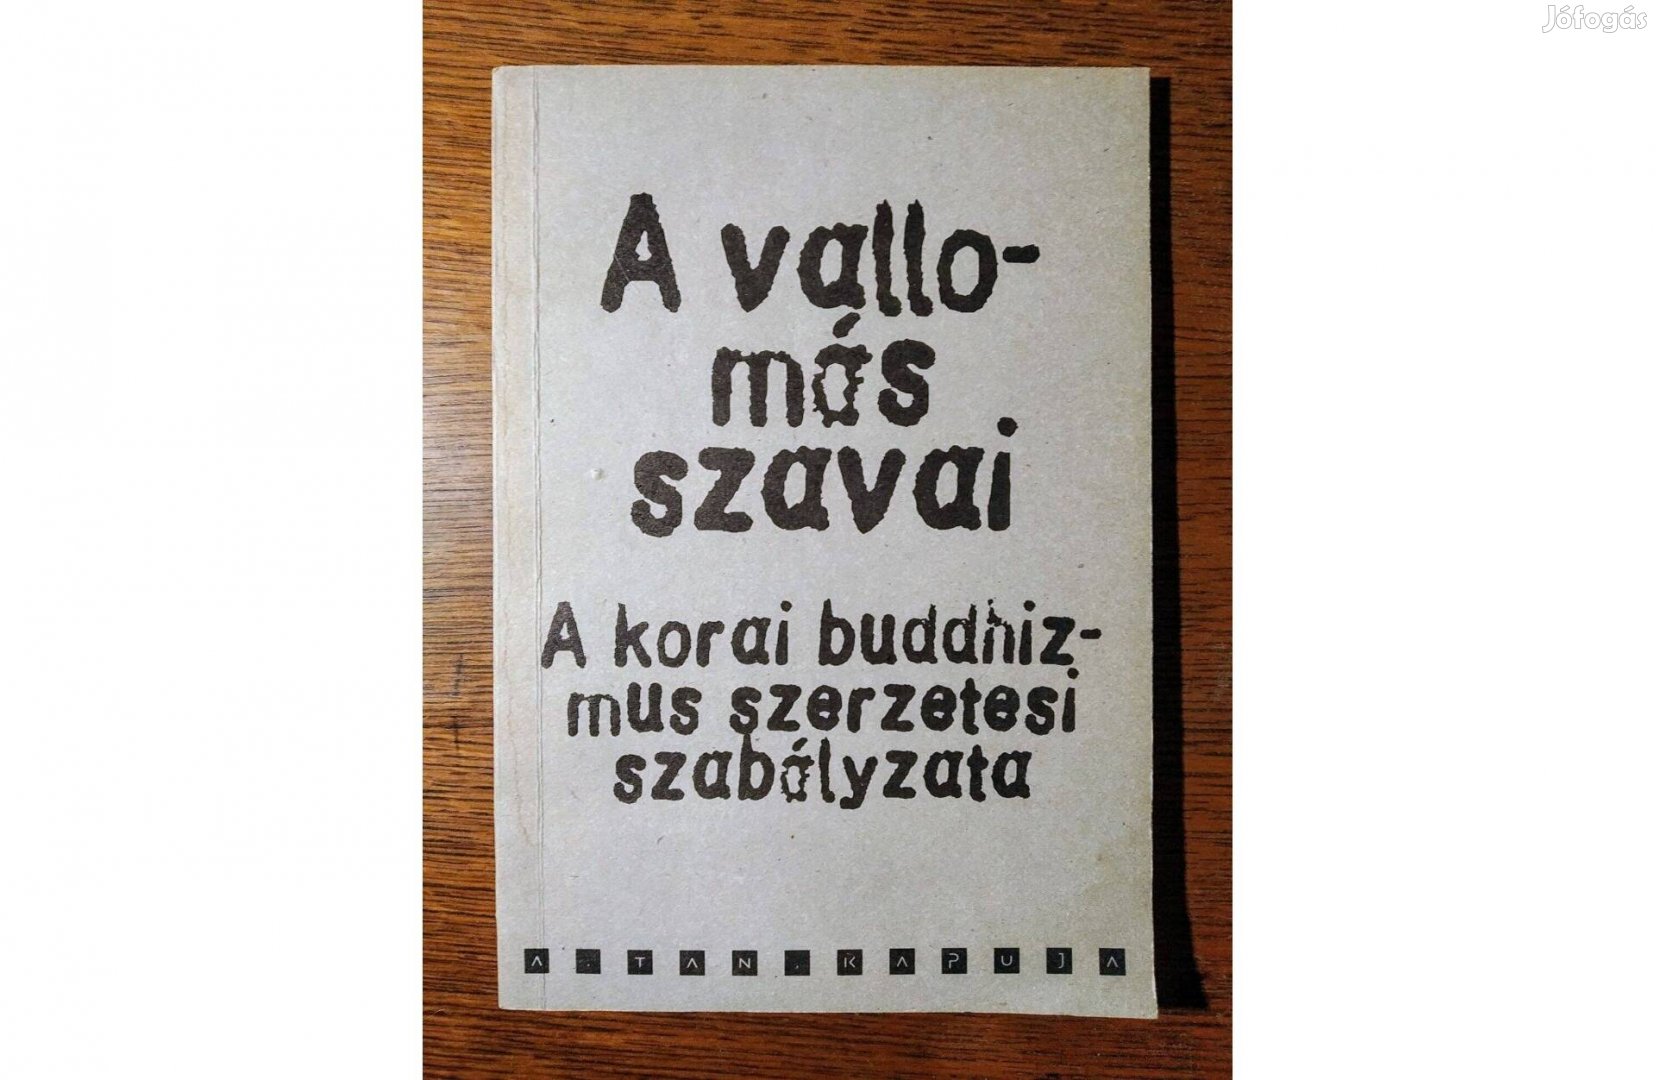 Jófogás
A vallo-
más
szavai
A korai buddhiz-
mus szerzetesi
szabályzata
A.TAN.KAPUJA